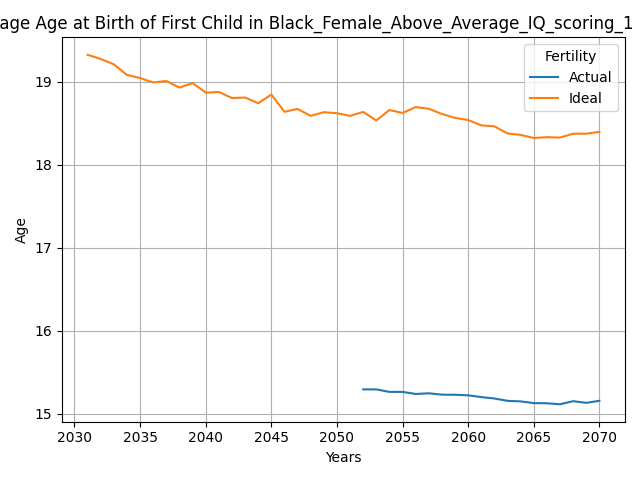 age Age at Birth of First Child in Black_Female_Above_Average_IQ_scoring_1
Fertility
Actual
Ideal
Age
19
18
17
16
15
2030 2035 2040 2045 2050 2055 2060 2065 2070
Years